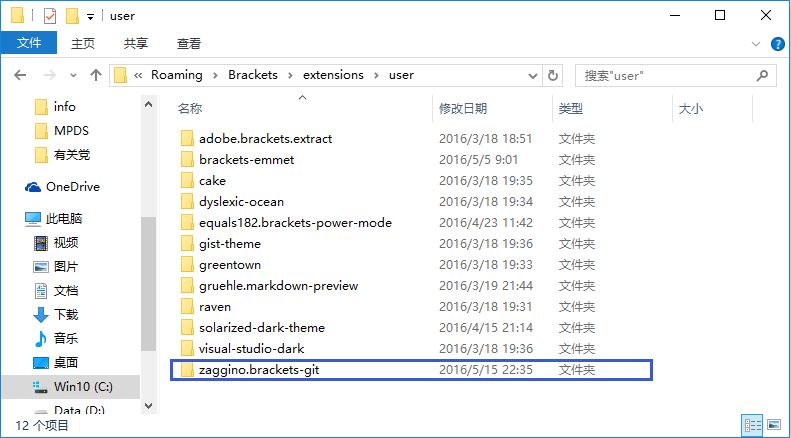 user
文件 主页 共享 查看
« Roaming > Brackets > extensions > user 搜索"user"
名称 修改日期 类型 大小
info
MPDS
有关党
OneDrive
此电脑
视频
图片
文档
下载
音乐
桌面
Win10 (C:)
Data (D:)
adobe.brackets.extract 2016/3/18 18:51 文件夹
brackets-emmet 2016/5/5 9:01 文件夹
cake 2016/3/18 19:35 文件夹
dyslexic-ocean 2016/3/18 19:34 文件夹
equals182.brackets-power-mode 2016/4/23 11:42 文件夹
gist-theme 2016/3/18 19:36 文件夹
greentown 2016/3/18 19:33 文件夹
gruehle.markdown-preview 2016/3/19 21:44 文件夹
raven 2016/3/18 19:31 文件夹
solarized-dark-theme 2016/4/15 21:14 文件夹
visual-studio-dark 2016/3/18 19:36 文件夹
zaggino.brackets-git 2016/5/15 22:35 文件夹
12 个项目